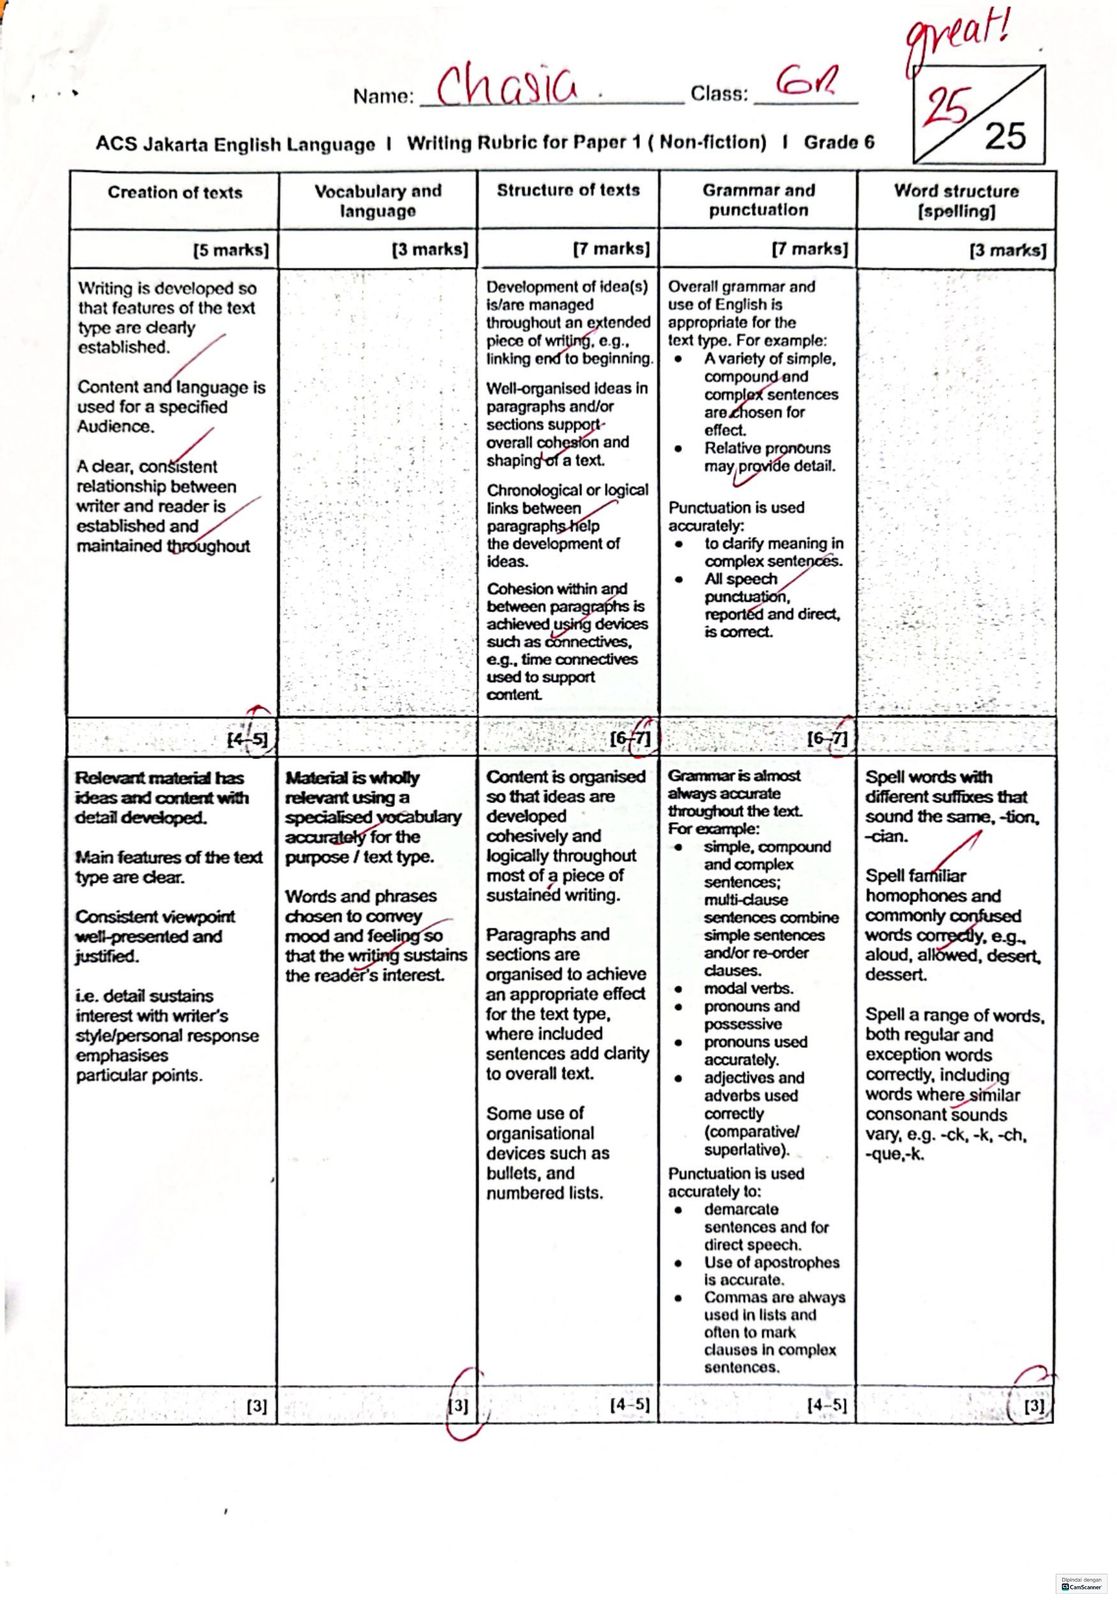 great!
Name: Chasia Class: 6R
25/25
ACS Jakarta English Language I Writing Rubric for Paper 1 ( Non-fiction) I Grade 6
Creation of texts
[5 marks]
Vocabulary and
language
[3 marks]
Structure of texts
[7 marks]
Grammar and
punctuation
[7 marks]
Word structure
[spelling]
[3 marks]
Writing is developed so
that features of the text
type are clearly
established.
Content and language is
used for a specified
Audience.
A clear, consistent
relationship between
writer and reader is
established and
maintained throughout
[4-5]
Development of idea(s)
is/are managed
throughout an extended
piece of writing, e.g.,
linking end to beginning.
Well-organised ideas in
paragraphs and/or
sections support
overall cohesion and
shaping of a text.
Chronological or logical
links between
paragraphs help
the development of
ideas.
Cohesion within and
between paragraphs is
achieved using devices
such as connectives,
e.g., time connectives
used to support
content.
[6-7]
Overall grammar and
use of English is
appropriate for the
text type. For example:
• A variety of simple,
compound and
complex sentences
are chosen for
effect.
• Relative pronouns
may provide detail.
Punctuation is used
accurately:
• to clarify meaning in
complex sentences.
• All speech
punctuation,
reported and direct,
is correct.
[6-7]
Relevant material has
ideas and content with
detail developed.
Main features of the text
type are clear.
Consistent viewpoint
well-presented and
justified.
i.e. detail sustains
interest with writer's
style/personal response
emphasises
particular points.
[3]
Material is wholly
relevant using a
specialised vocabulary
accurately for the
purpose / text type.
Words and phrases
chosen to convey
mood and feeling so
that the writing sustains
the reader's interest.
[3]
Content is organised
so that ideas are
developed
cohesively and
logically throughout
most of a piece of
sustained writing.
Paragraphs and
sections are
organised to achieve
an appropriate effect
for the text type,
where included
sentences add clarity
to overall text.
Some use of
organisational
devices such as
bullets, and
numbered lists.
[4-5]
Grammar is almost
always accurate
throughout the text.
For example:
• simple, compound
and complex
sentences;
multi-clause
sentences combine
simple sentences
and/or re-order
clauses.
• modal verbs.
• pronouns and
possessive
• pronouns used
accurately.
• adjectives and
adverbs used
correctly
(comparative/
superlative).
Punctuation is used
accurately to:
• demarcate
sentences and for
direct speech.
• Use of apostrophes
is accurate.
• Commas are always
used in lists and
often to mark
clauses in complex
sentences.
[4-5]
Spell words with
different suffixes that
sound the same, -tion,
-cian.
Spell familiar
homophones and
commonly confused
words correctly, e.g.,
aloud, allowed, desert,
dessert.
Spell a range of words,
both regular and
exception words
correctly, including
words where similar
consonant sounds
vary, e.g. -ck, -k, -ch,
-que,-k.
[3]
Dipindai dengan
CS CamScanner